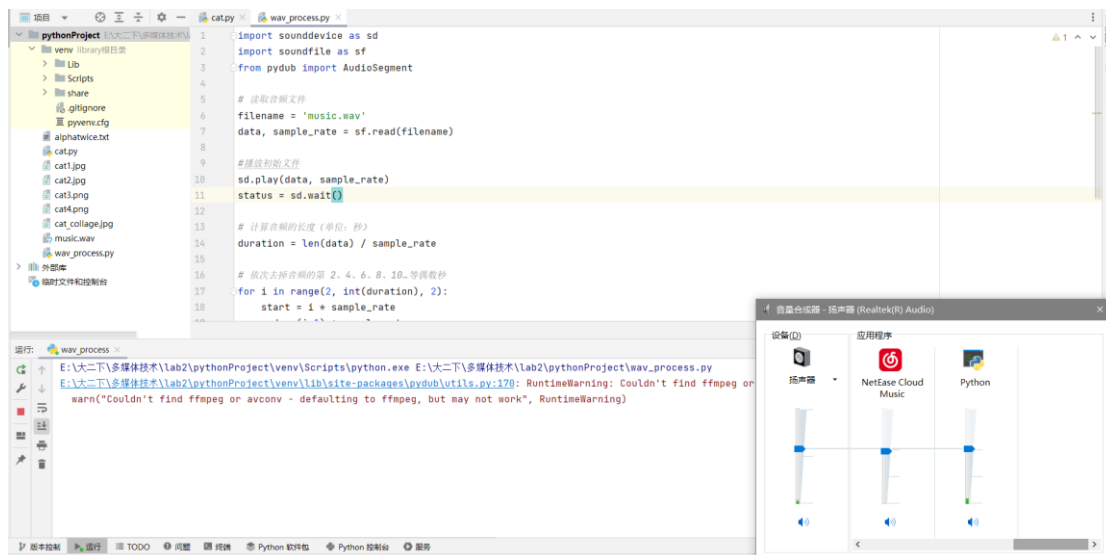 项目
cat.py
wav_process.py
pythonProject E:\大二下\多媒体技术\
venv library根目录
Lib
Scripts
share
.gitignore
pyvenv.cfg
alphatwice.txt
cat.py
cat1.jpg
cat2.jpg
cat3.png
cat4.png
cat_collage.jpg
music.wav
wav_process.py
外部库
临时文件和控制台
1 import sounddevice as sd
2 import soundfile as sf
3 from pydub import AudioSegment
4
5 # 读取音频文件
6 filename = 'music.wav'
7 data, sample_rate = sf.read(filename)
8
9 #播放初始文件
10 sd.play(data, sample_rate)
11 status = sd.wait()
12
13 # 计算音频的长度（单位：秒）
14 duration = len(data) / sample_rate
15
16 # 依次去掉音频的第 2、4、6、8、10…等偶数秒
17 for i in range(2, int(duration), 2):
18 start = i * sample_rate
1
运行:
wav_process
E:\大二下\多媒体技术\lab2\pythonProject\venv\Scripts\python.exe E:\大二下\多媒体技术\lab2\pythonProject\wav_process.py
E:\大二下\多媒体技术\lab2\pythonProject\venv\lib\site-packages\pydub\utils.py:170: RuntimeWarning: Couldn't find ffmpeg or
warn("Couldn't find ffmpeg or avconv - defaulting to ffmpeg, but may not work", RuntimeWarning)
音量合成器 - 扬声器 (Realtek(R) Audio)
设备(D)
应用程序
扬声器
NetEase Cloud
Music
Python
版本控制
运行
TODO
问题
终端
Python 软件包
Python 控制台
服务